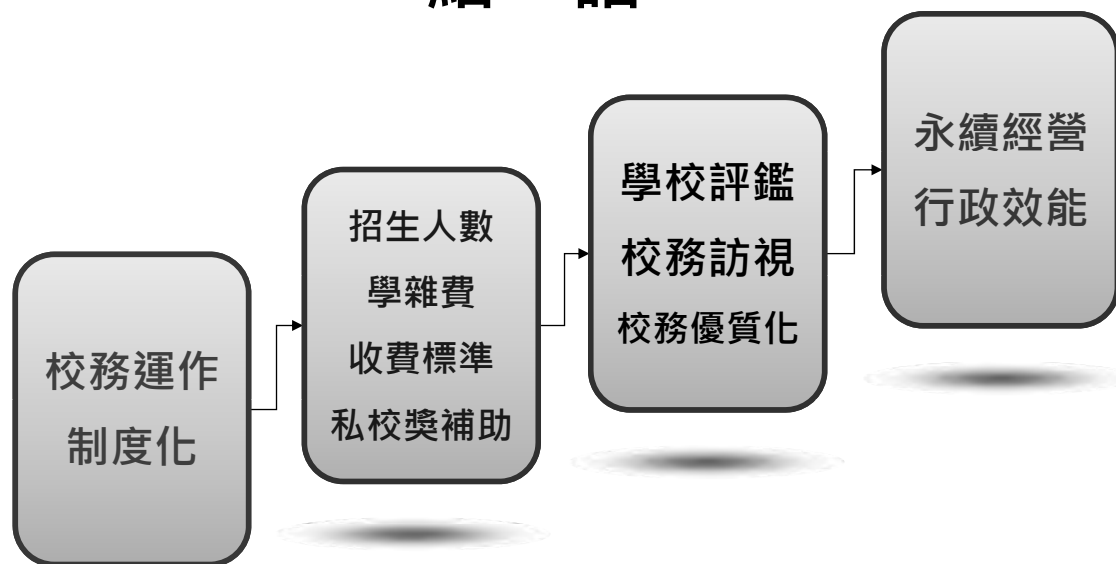 校務運作
制度化
招生人數
學雜費
收費標準
私校獎補助
學校評鑑
校務訪視
校務優質化
永續經營
行政效能